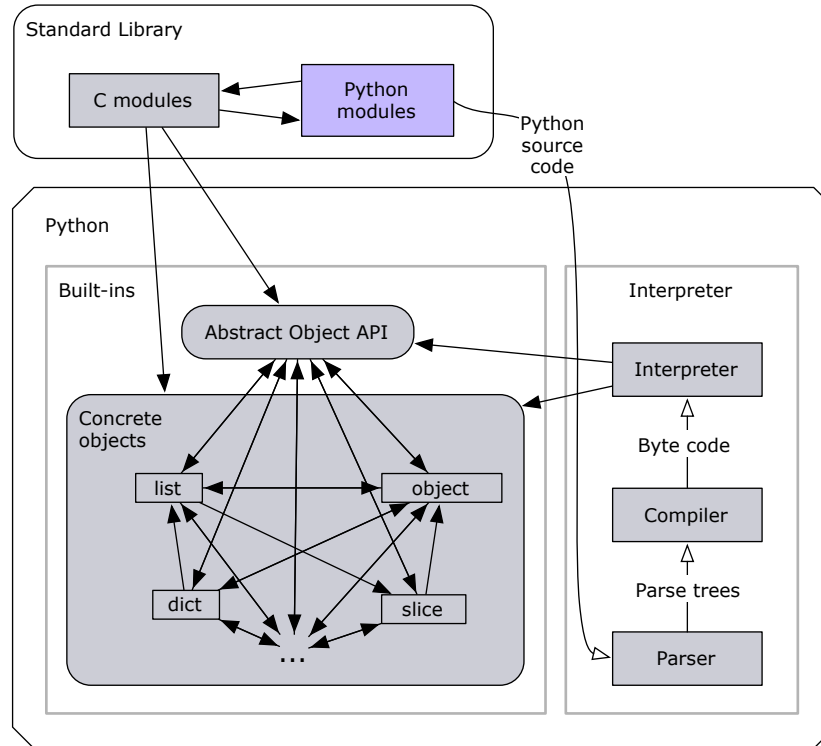 Standard Library
C modules
Python
modules
Python
source
code
Python
Built-ins
Abstract Object API
Concrete
objects
list
object
dict
slice
...
Interpreter
Interpreter
Byte code
Compiler
Parse trees
Parser